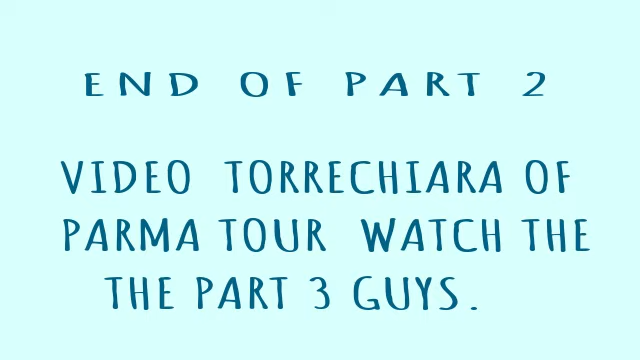 END OF PART 2
VIDEO TORRECHIARA OF
PARMA TOUR WATCH THE
THE PART 3 GUYS.